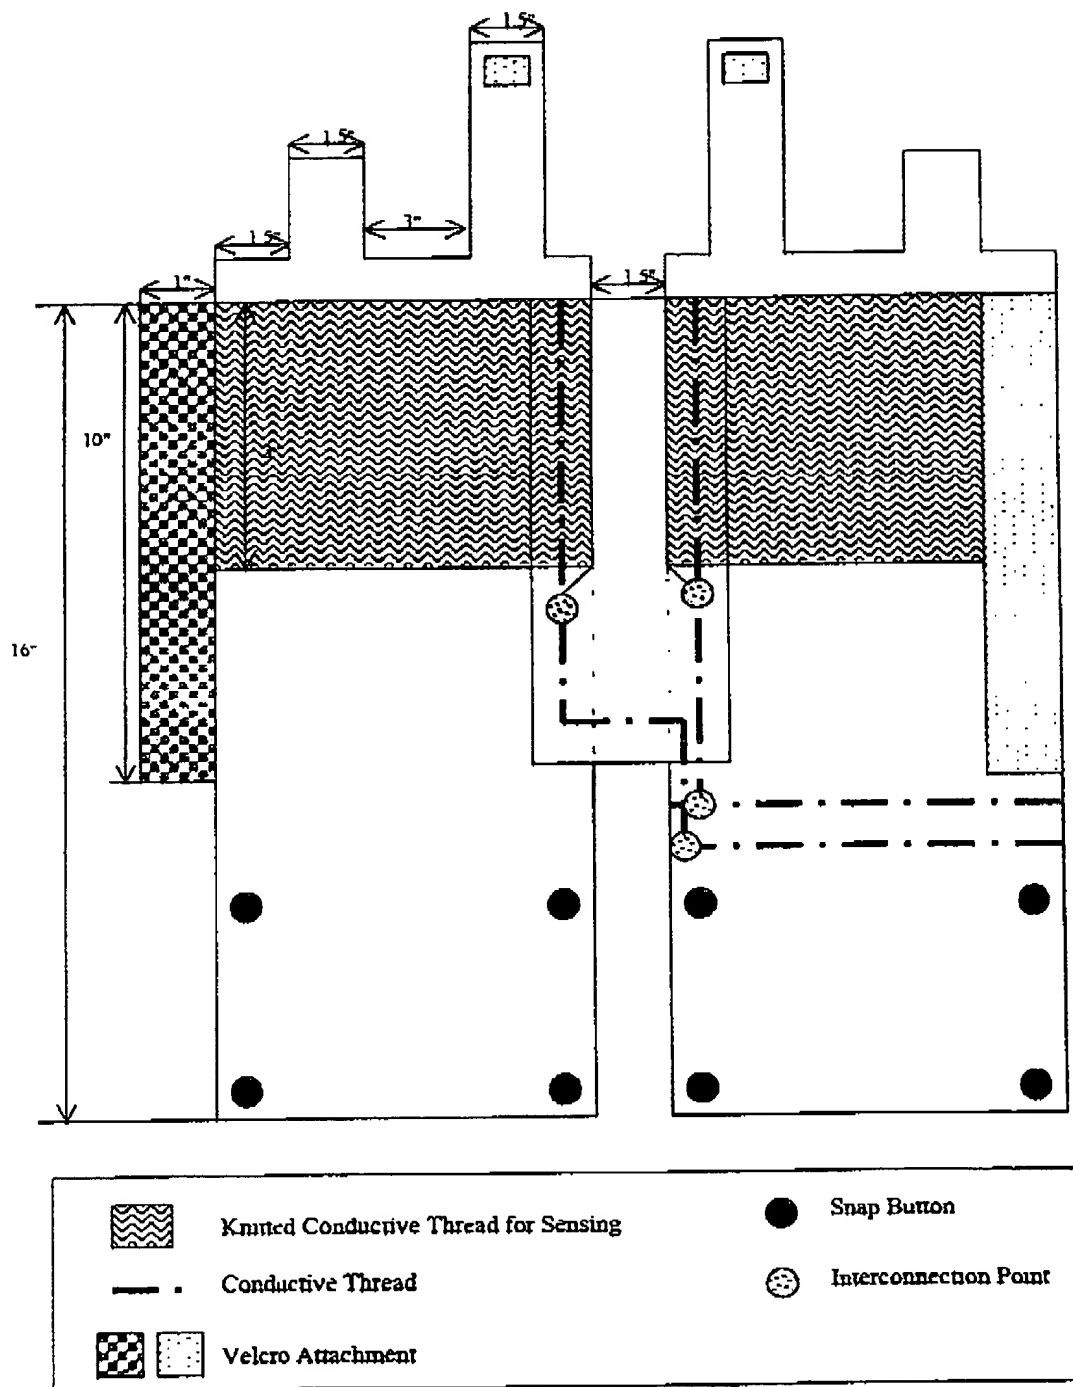 1.5"
1.5"
3"
1.5"
1.5"
1"
10"
16"
Knitted Conductive Thread for Sensing
Snap Button
Conductive Thread
Interconnection Point
Velcro Attachment